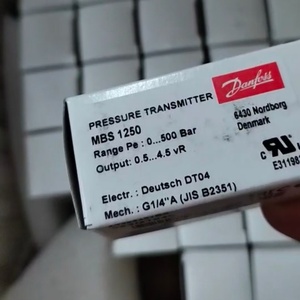 Danfoss
PRESSURE TRANSMITTER
MBS 1250
6430 Nordborg
Denmark
Range Pe : 0...500 Bar
Output: 0.5...4.5 vR
Electr. : Deutsch DT04
Mech. : G1/4"A (JIS B2351)